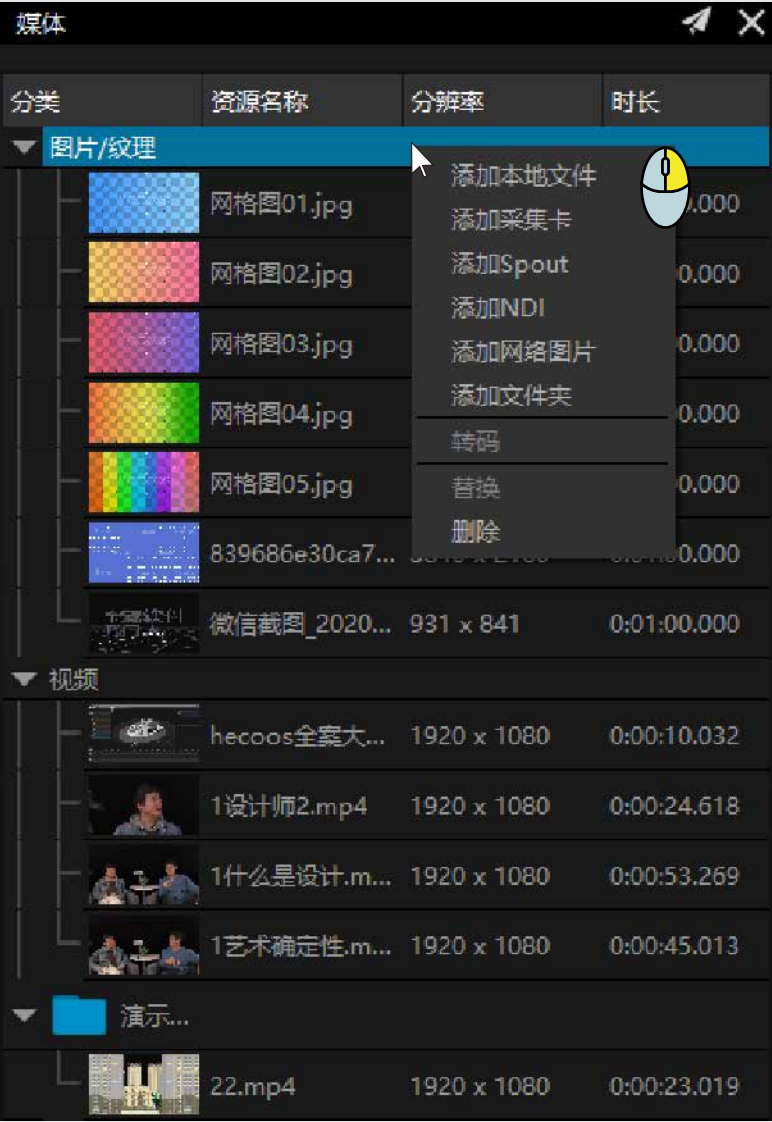 媒体
分类 资源名称 分辨率 时长
图片/纹理
添加本地文件
添加采集卡
添加Spout
添加NDI
添加网络图片
添加文件夹
转码
替换
删除
网格图01.jpg .000
网格图02.jpg 0.000
网格图03.jpg 0.000
网格图04.jpg 0.000
网格图05.jpg 0.000
839686e30ca7...
微信截图_2020... 931 x 841 0:01:00.000
视频
hecoos全案大... 1920 x 1080 0:00:10.032
1设计师2.mp4 1920 x 1080 0:00:24.618
1什么是设计.m... 1920 x 1080 0:00:53.269
1艺术确定性.m... 1920 x 1080 0:00:45.013
演示...
22.mp4 1920 x 1080 0:00:23.019